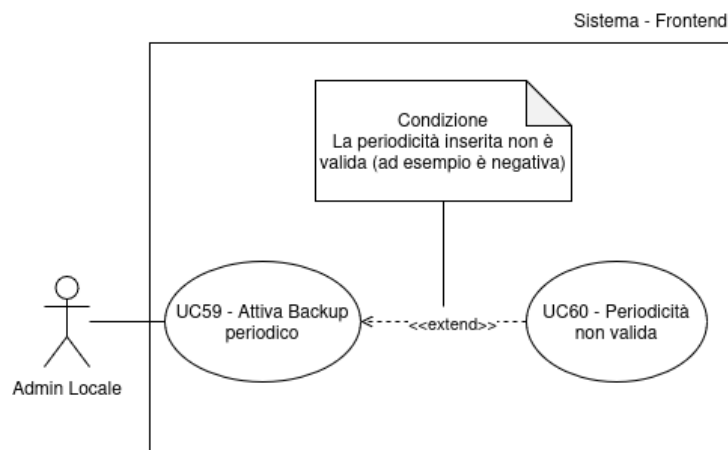 Sistema - Frontend
Condizione
La periodicità inserita non è
valida (ad esempio è negativa)
UC59 - Attiva Backup
periodico
<<extend>>
UC60 - Periodicità
non valida
Admin Locale